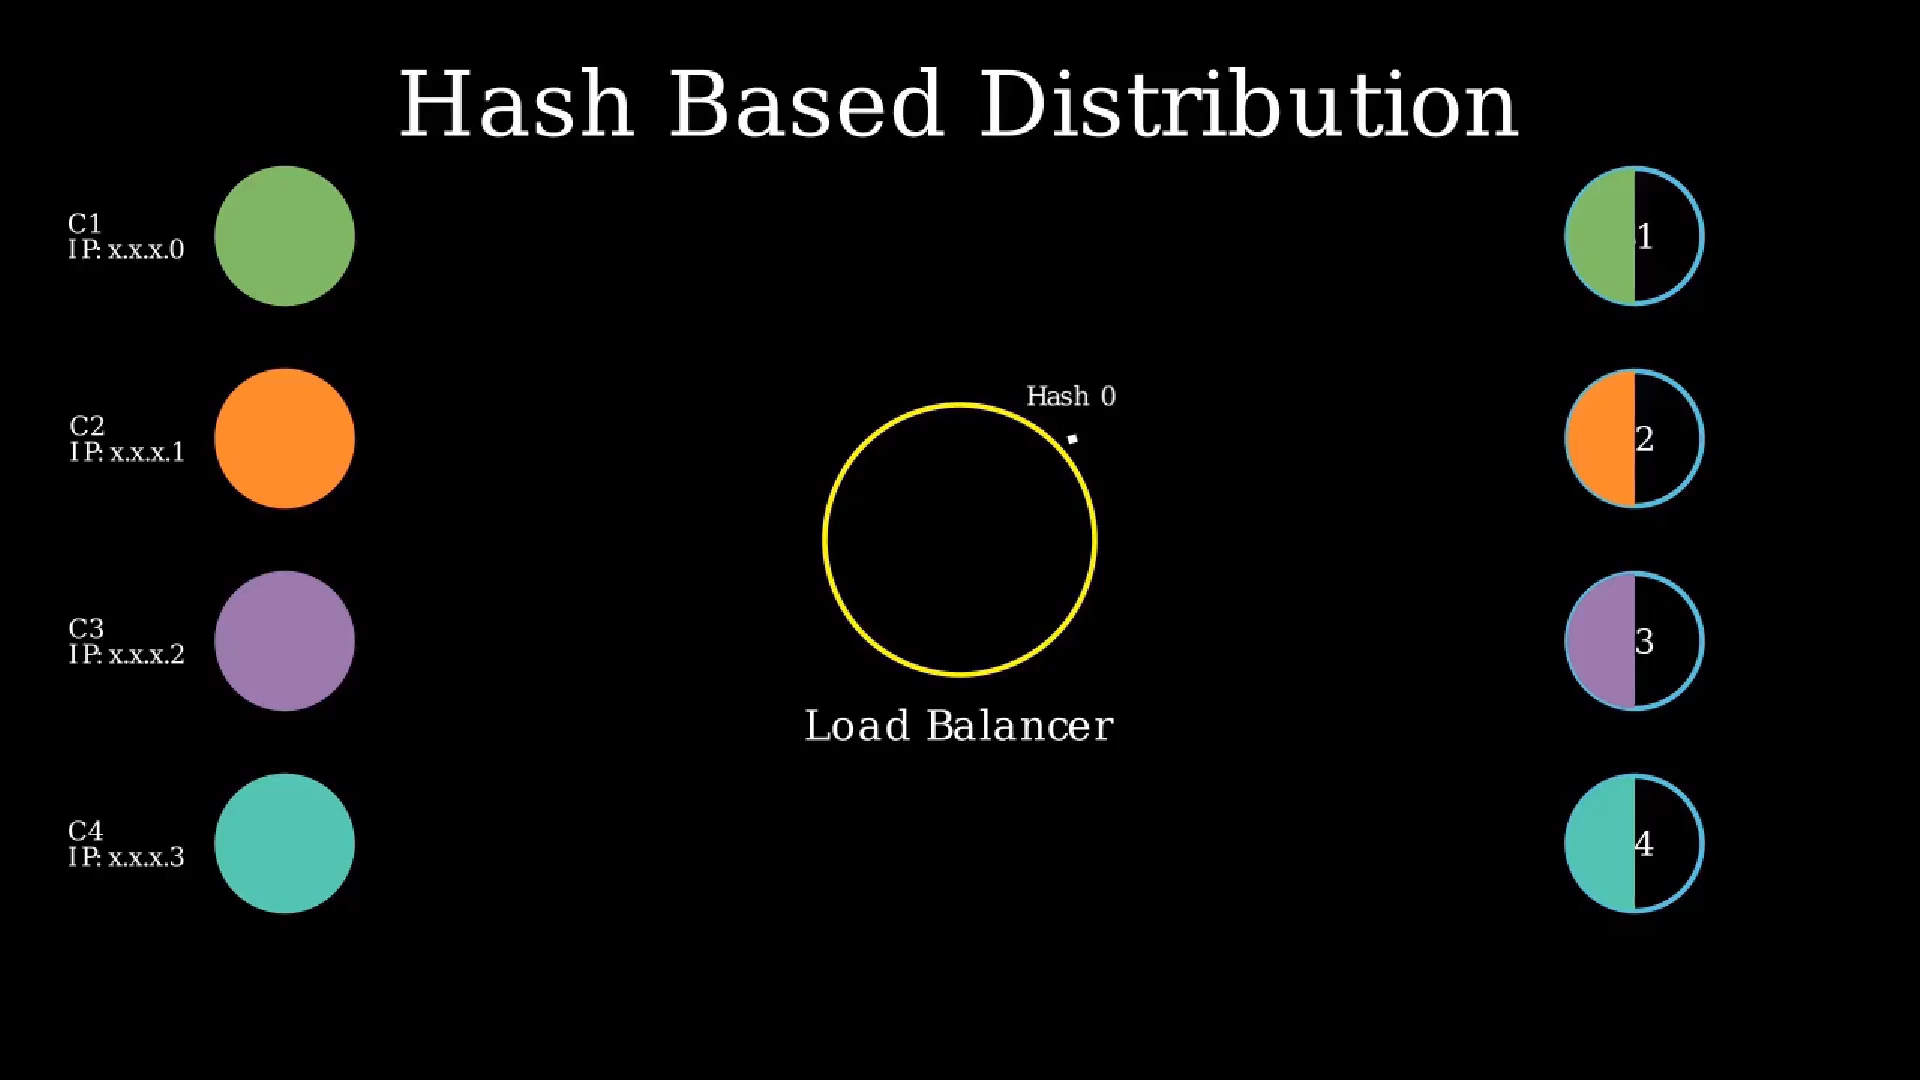 Hash Based Distribution
C1
IP: x.x.x.0
1
C2
IP: x.x.x.1
Hash 0
2
C3
IP: x.x.x.2
3
Load Balancer
C4
IP: x.x.x.3
4